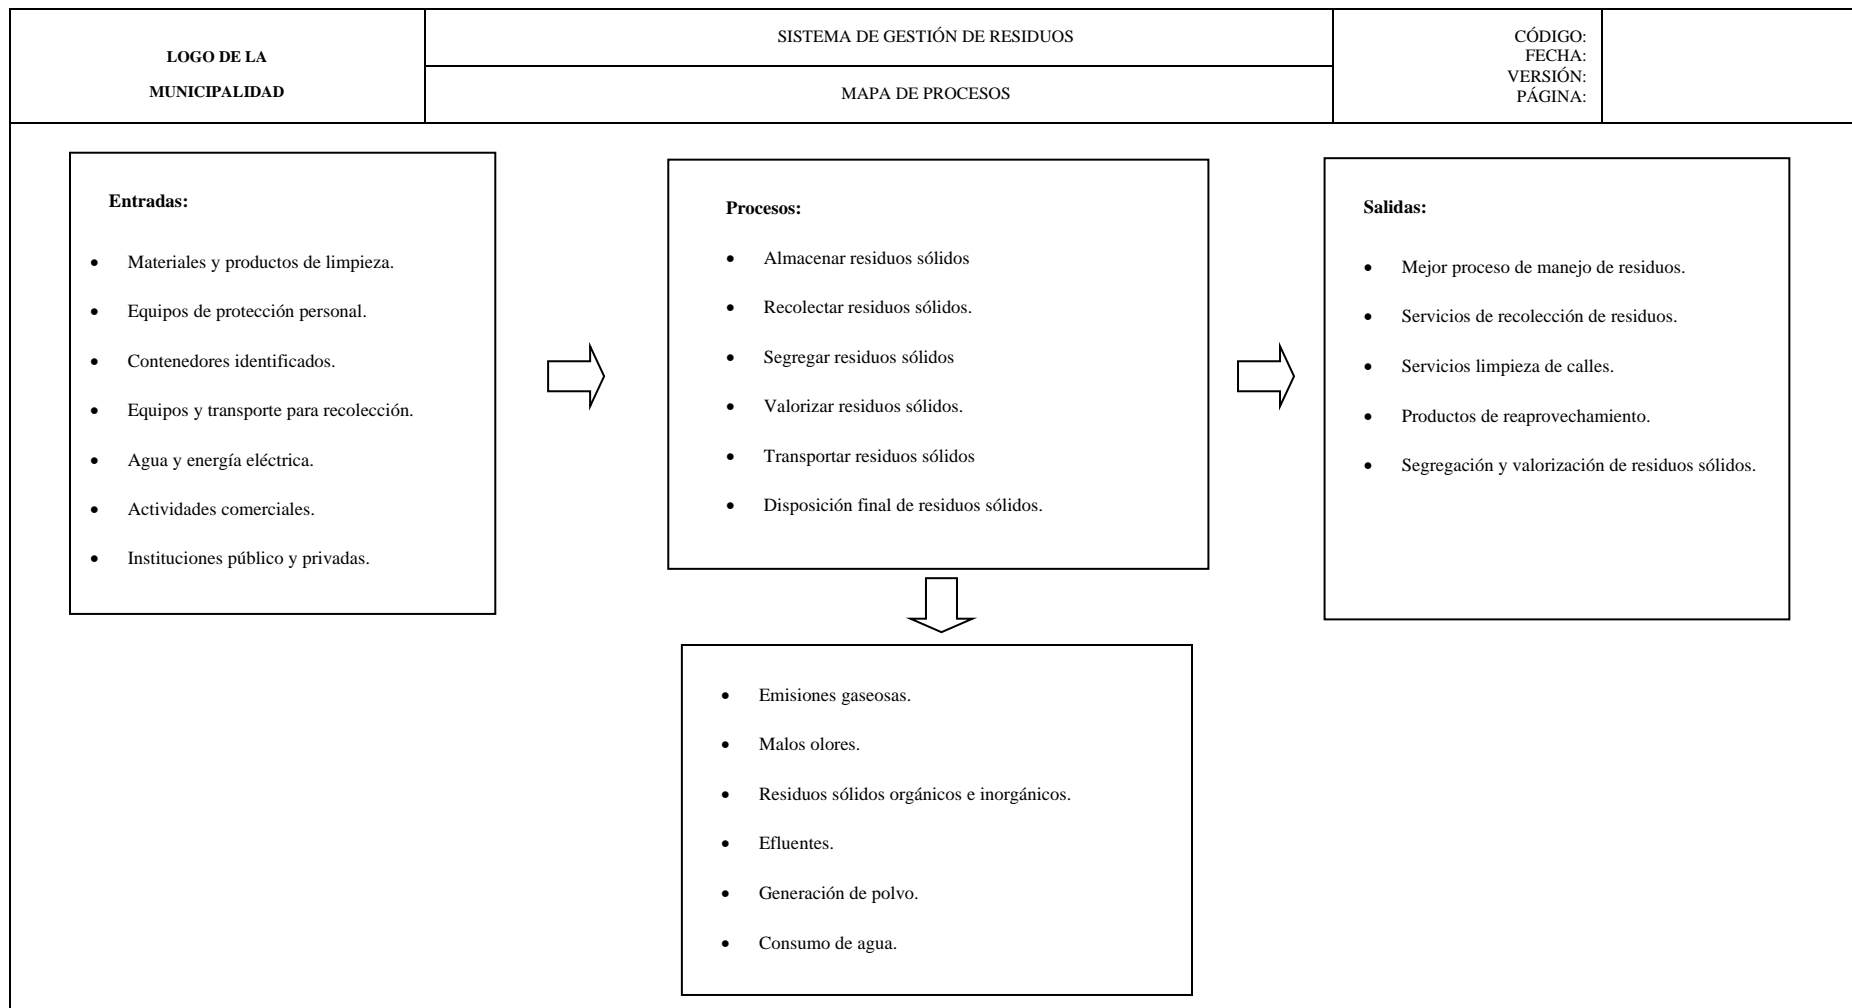 LOGO DE LA
MUNICIPALIDAD
SISTEMA DE GESTIÓN DE RESIDUOS
MAPA DE PROCESOS
CÓDIGO:
FECHA:
VERSIÓN:
PÁGINA:
Entradas:
• Materiales y productos de limpieza.
• Equipos de protección personal.
• Contenedores identificados.
• Equipos y transporte para recolección.
• Agua y energía eléctrica.
• Actividades comerciales.
• Instituciones público y privadas.
Procesos:
• Almacenar residuos sólidos
• Recolectar residuos sólidos.
• Segregar residuos sólidos
• Valorizar residuos sólidos.
• Transportar residuos sólidos
• Disposición final de residuos sólidos.
Salidas:
• Mejor proceso de manejo de residuos.
• Servicios de recolección de residuos.
• Servicios limpieza de calles.
• Productos de reaprovechamiento.
• Segregación y valorización de residuos sólidos.
• Emisiones gaseosas.
• Malos olores.
• Residuos sólidos orgánicos e inorgánicos.
• Efluentes.
• Generación de polvo.
• Consumo de agua.